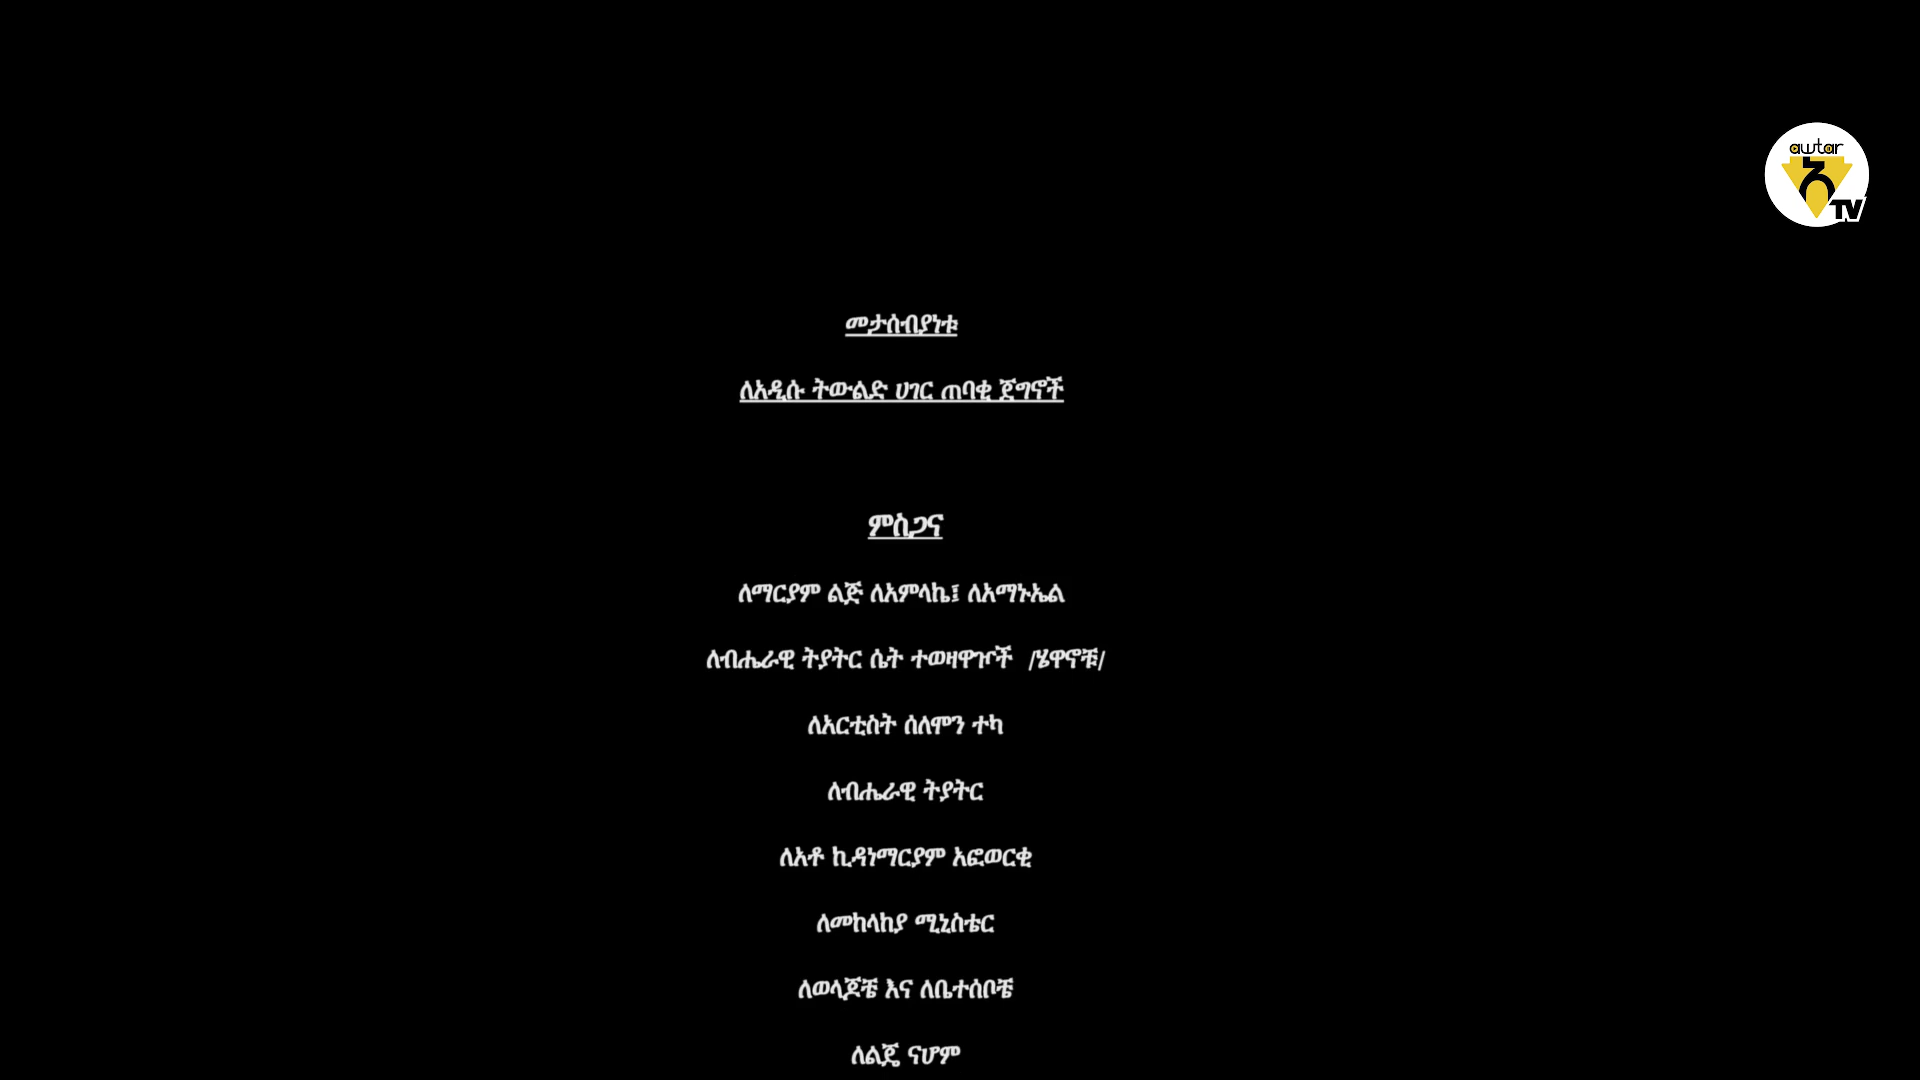 awtar
TV
መታሰብያነቱ
ለአዲሱ ትውልድ ሀገር ጠባቂ ጀግኖች
ምስጋና
ለማርያም ልጅ ለአምላኬ፤ ለአማኑኤል
ለብሔራዊ ትያትር ሴት ተወዛዋዦች /ሄዋኖቹ/
ለአርቲስት ሰለሞን ተካ
ለብሔራዊ ትያትር
ለአቶ ኪዳነማርያም አፎወርቂ
ለመከላከያ ሚኒስቴር
ለወላጆቼ እና ለቤተሰቦቼ
ለልጄ ናሆም